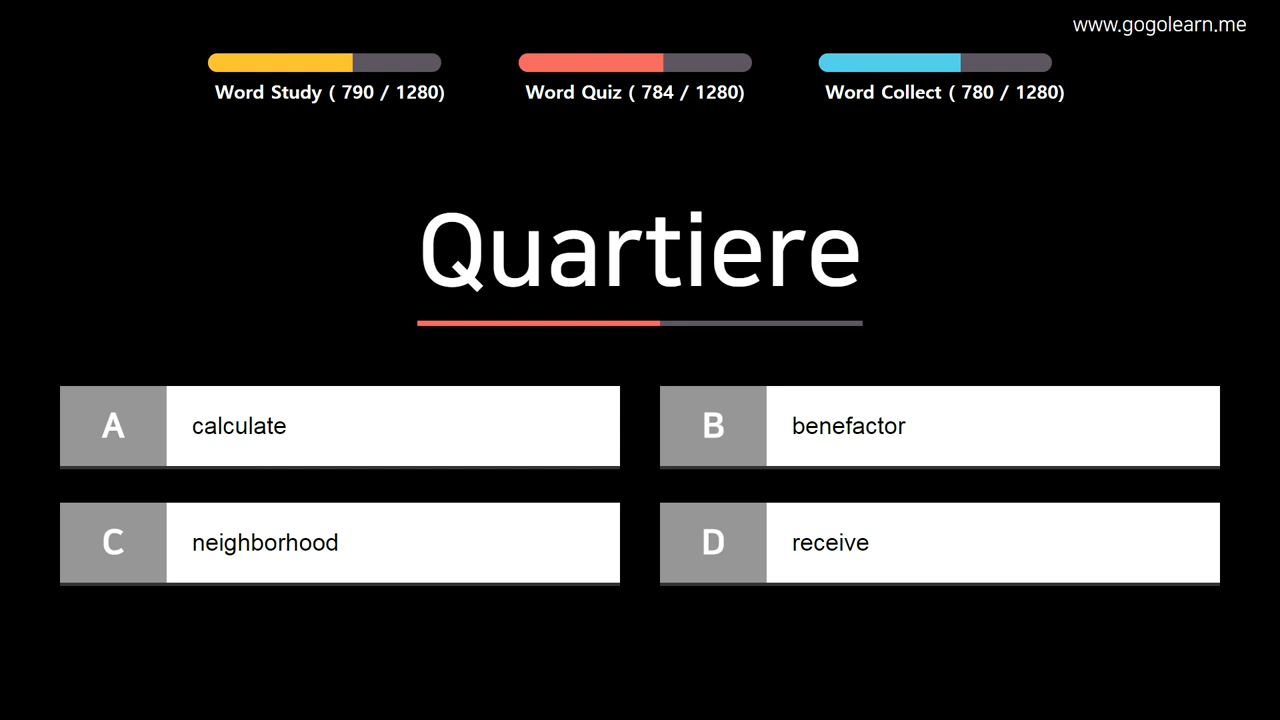 www.gogolearn.me
Word Study ( 790 / 1280)
Word Quiz ( 784 / 1280)
Word Collect ( 780 / 1280)
Quartiere
A
calculate
B
benefactor
C
neighborhood
D
receive